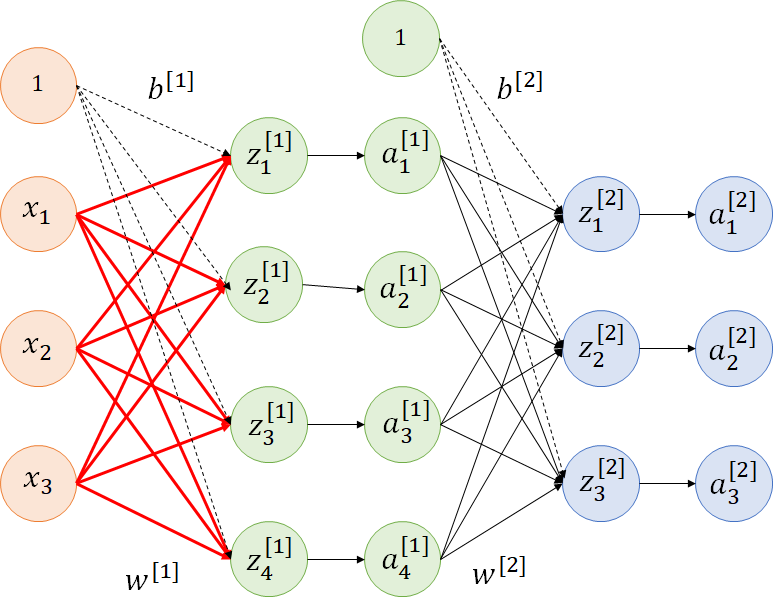 1
1
b^[1]
b^[2]
z_1^[1]
a_1^[1]
x_1
z_1^[2]
a_1^[2]
z_2^[1]
a_2^[1]
x_2
z_2^[2]
a_2^[2]
z_3^[1]
a_3^[1]
x_3
z_3^[2]
a_3^[2]
z_4^[1]
a_4^[1]
w^[1]
w^[2]